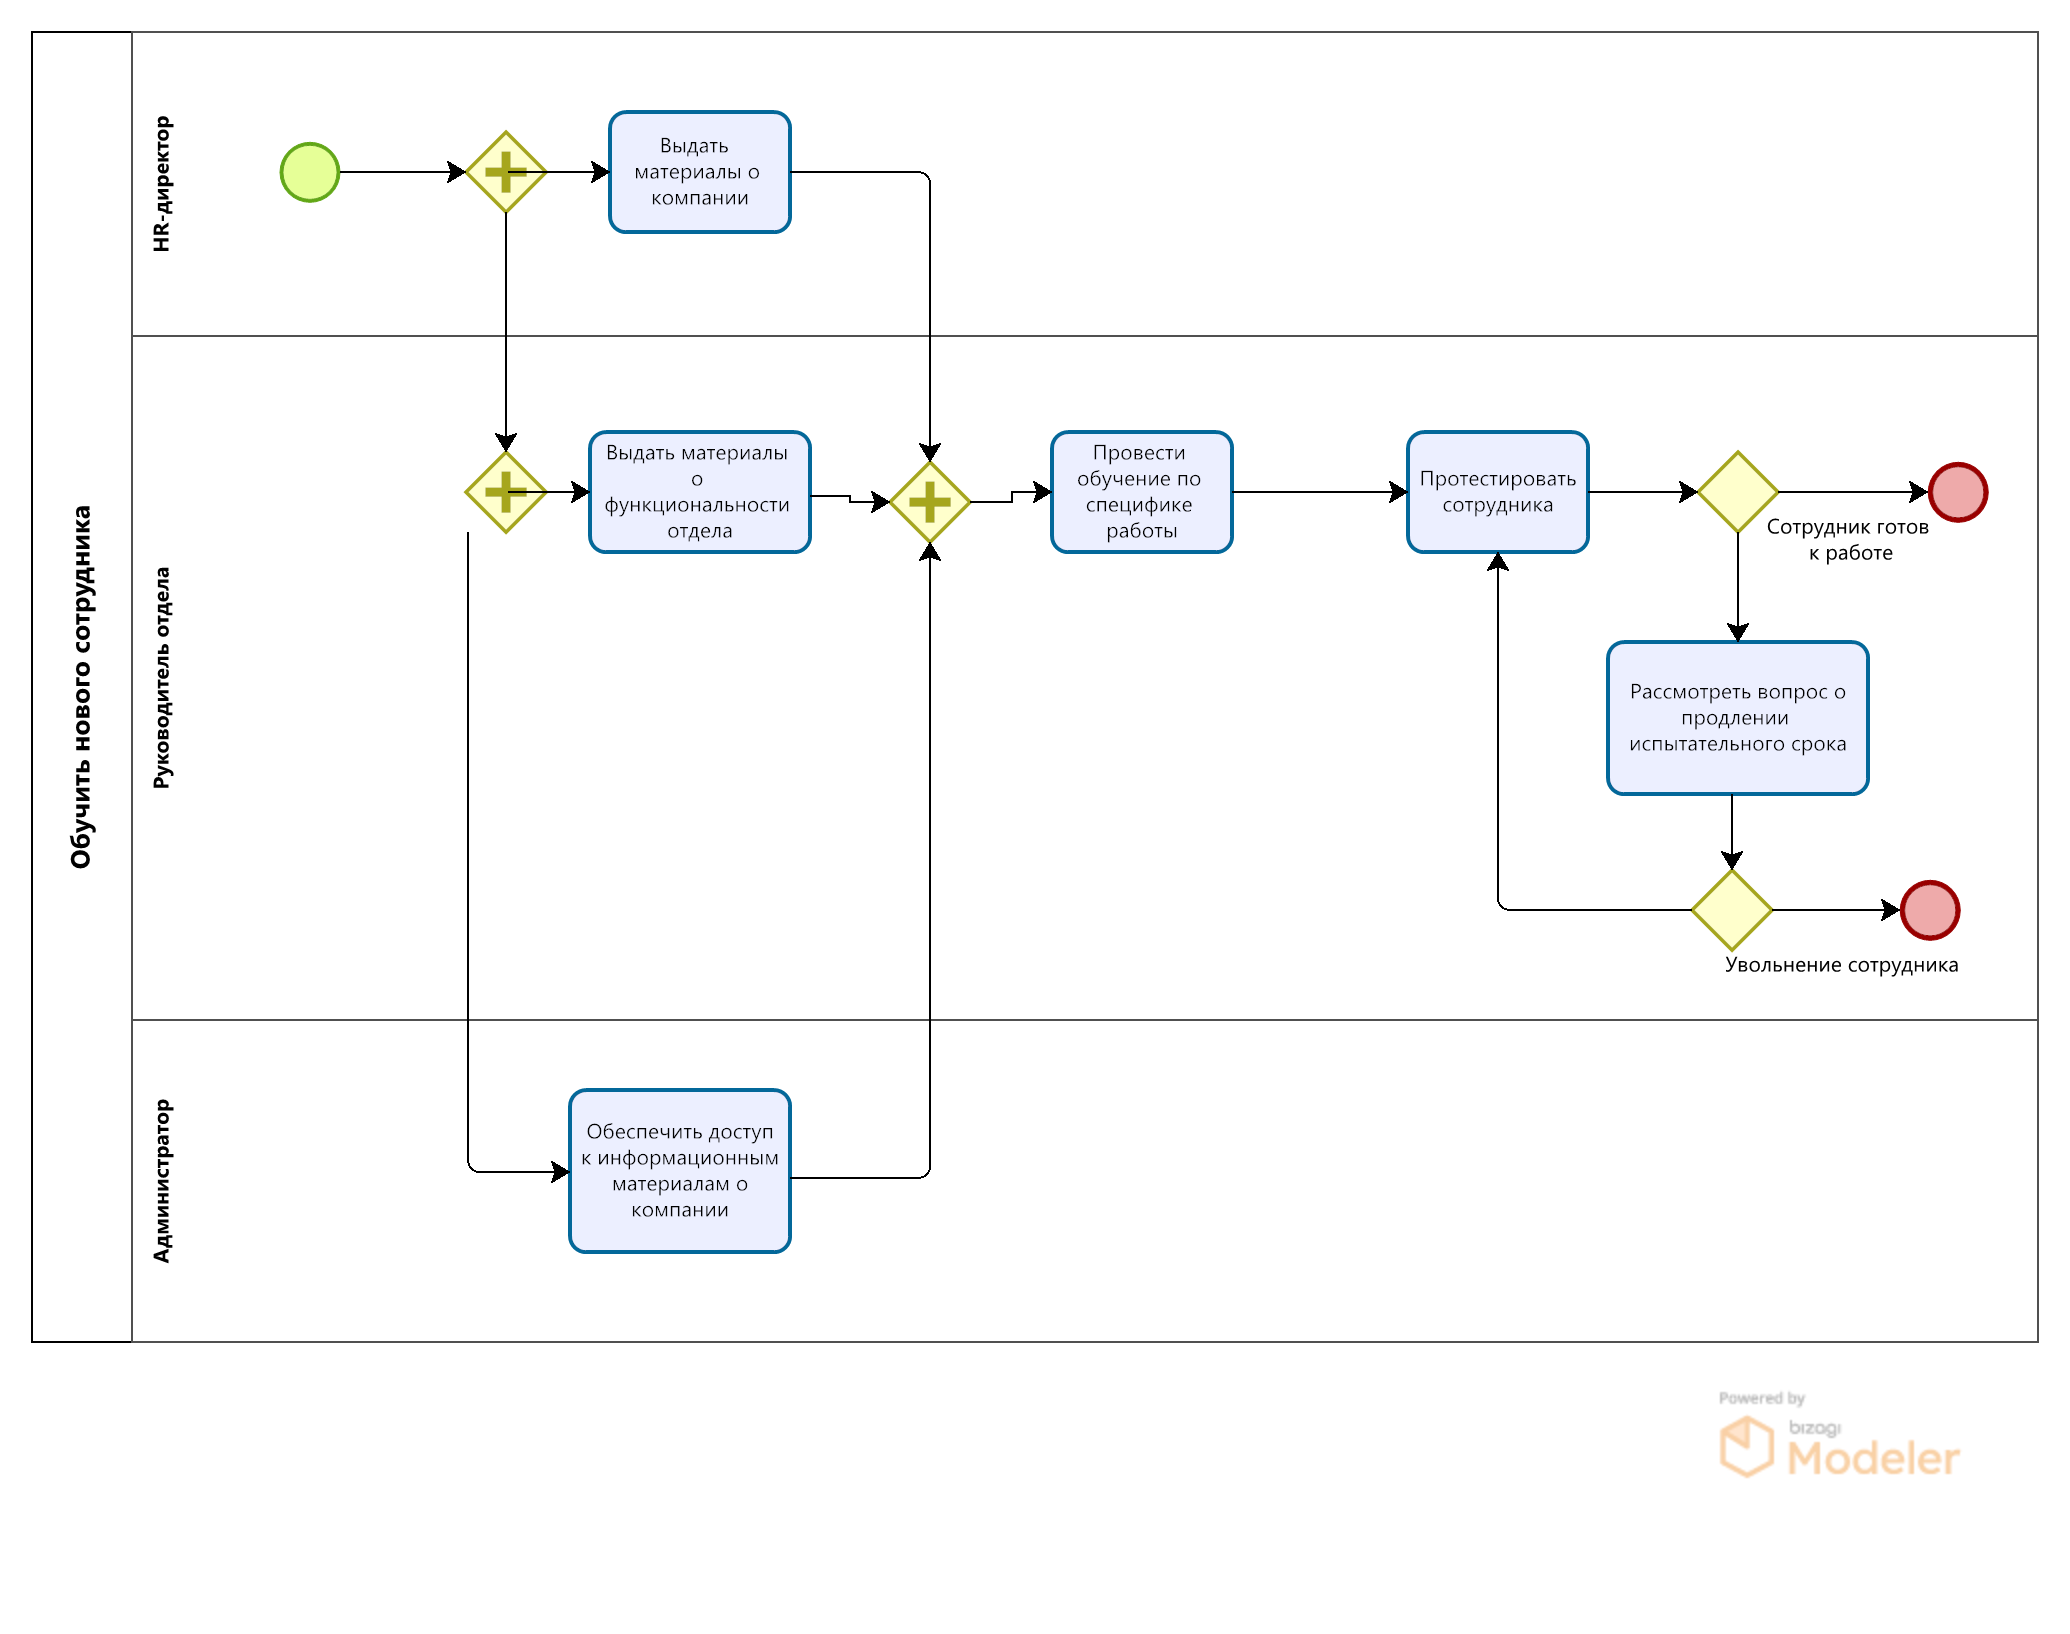 Обучить нового сотрудника
HR-директор
Выдать
материалы о
компании
Руководитель отдела
Выдать материалы
о
функциональности
отдела
Провести
обучение по
специфике
работы
Протестировать
сотрудника
Сотрудник готов
к работе
Рассмотреть вопрос о
продлении
испытательного срока
Увольнение сотрудника
Администратор
Обеспечить доступ
к информационным
материалам о
компании
Powered by
bizagi
Modeler